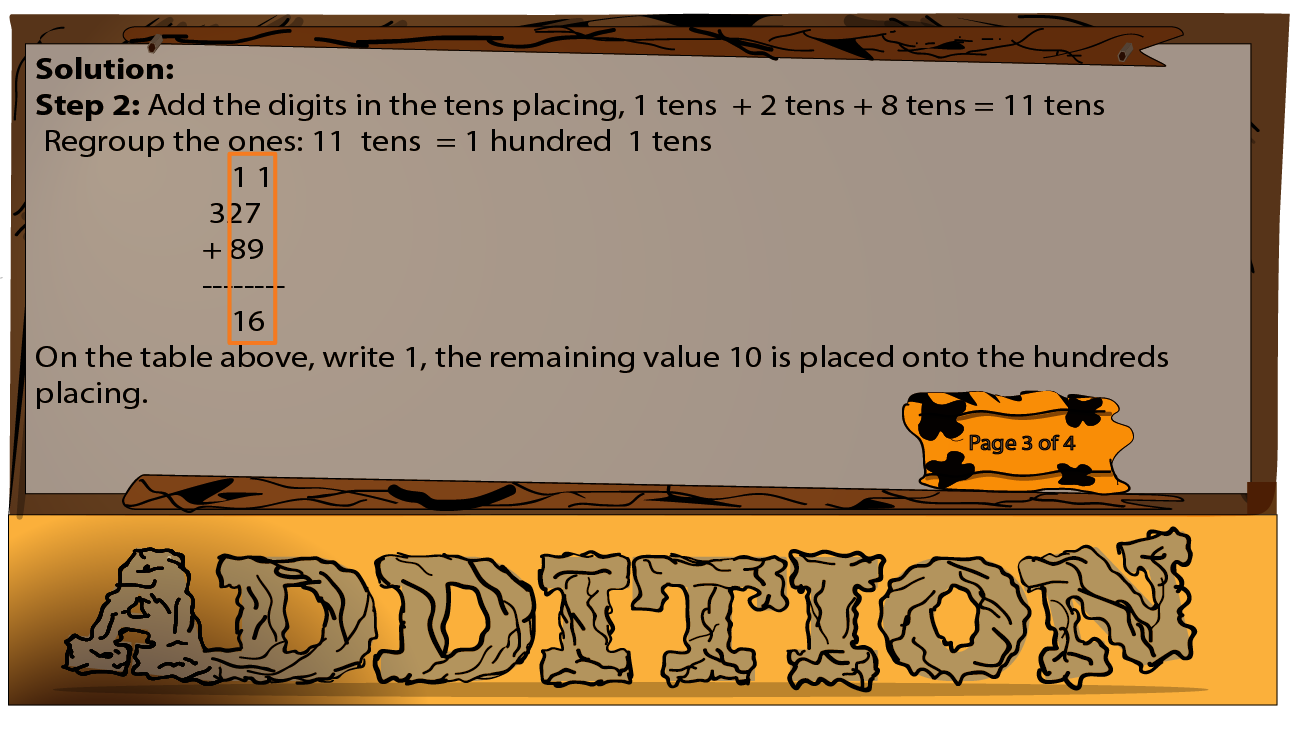 Solution:
Step 2: Add the digits in the tens placing, 1 tens + 2 tens + 8 tens = 11 tens
Regroup the ones: 11 tens = 1 hundred 1 tens
1 1
327
+ 89
--------
16
On the table above, write 1, the remaining value 10 is placed onto the hundreds
placing.
Page 3 of 4
ADDITION